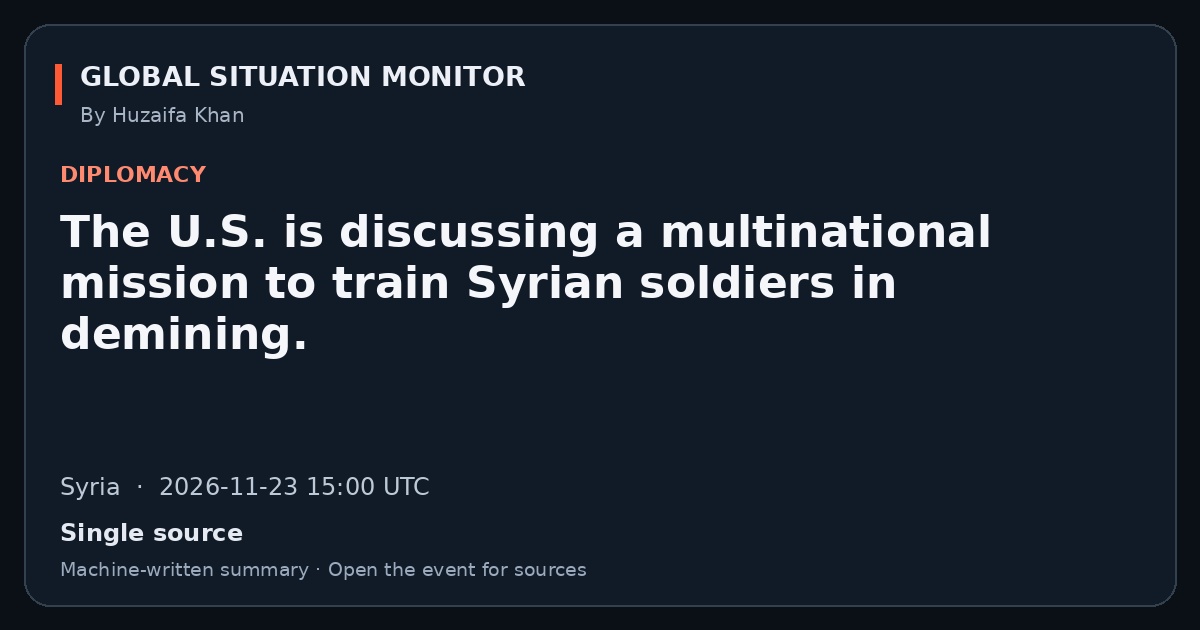 GLOBAL SITUATION MONITOR
By Huzaifa Khan
DIPLOMACY
The U.S. is discussing a multinational
mission to train Syrian soldiers in
demining.
Syria · 2026-11-23 15:00 UTC
Single source
Machine-written summary · Open the event for sources